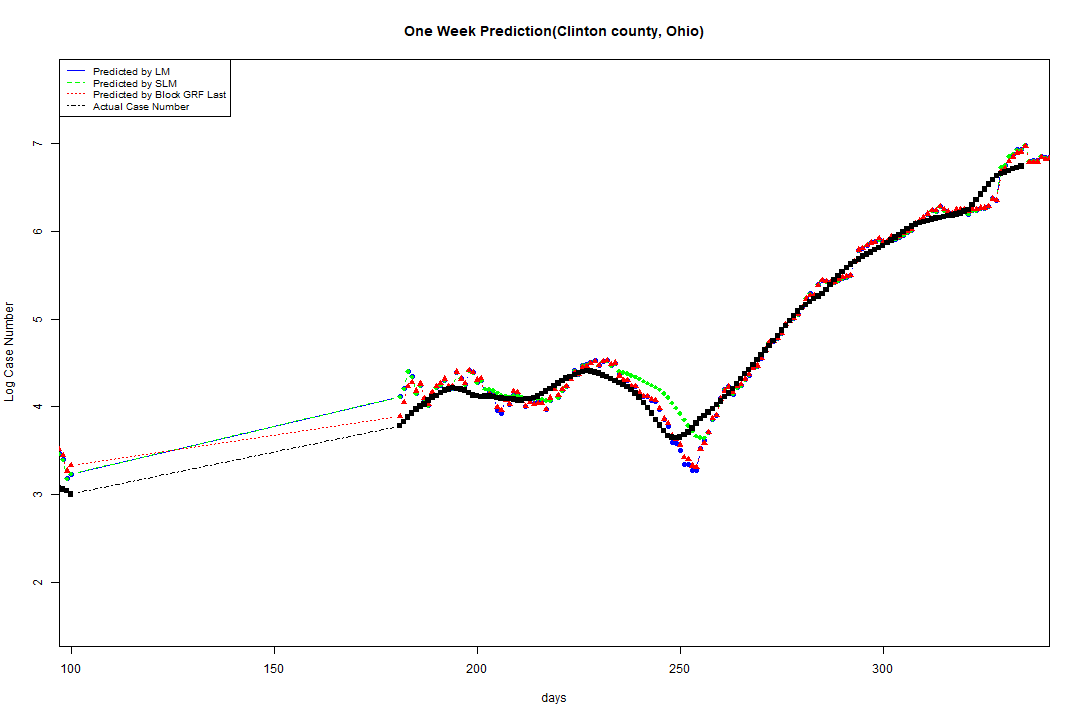 One Week Prediction(Clinton county, Ohio)
Predicted by LM
Predicted by SLM
Predicted by Block GRF Last
Actual Case Number
Log Case Number
7
6
5
4
3
2
100 150 200 250 300
days